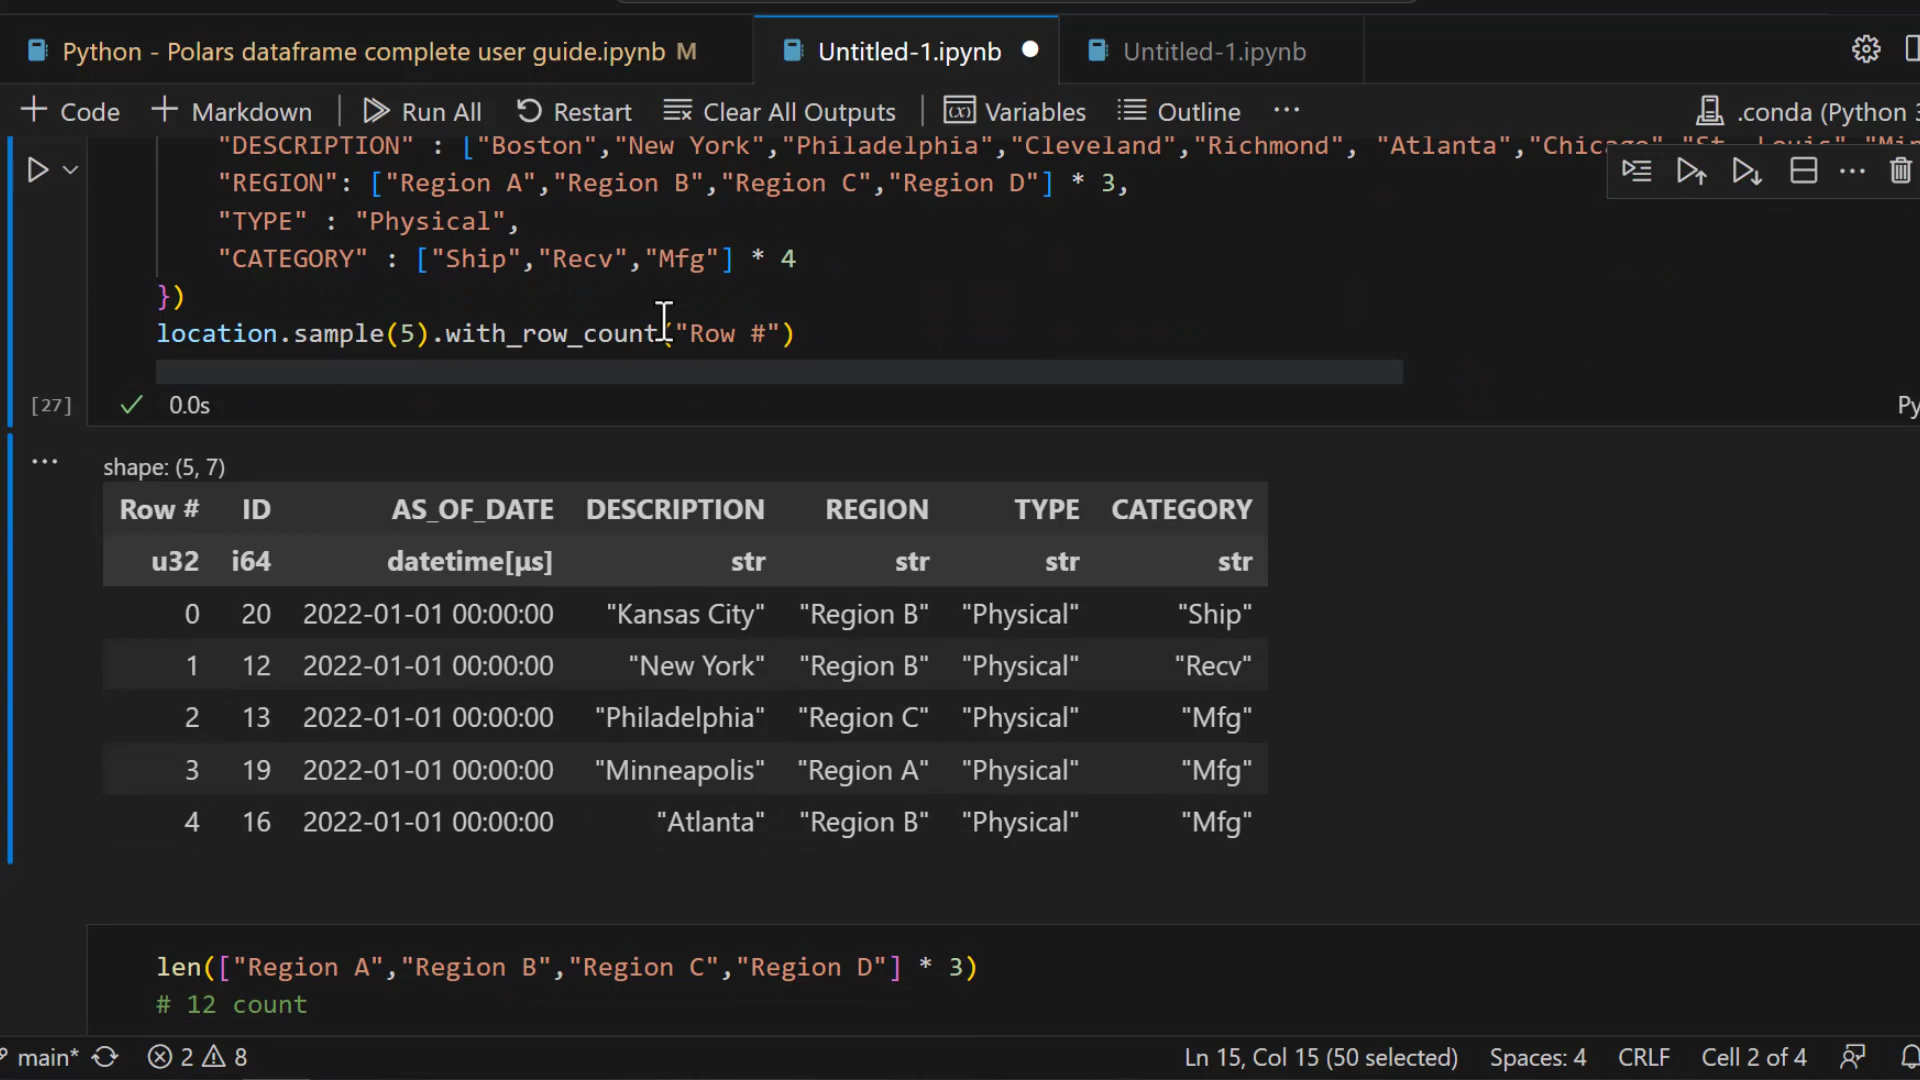 Python - Polars dataframe complete user guide.ipynb M
Untitled-1.ipynb
Untitled-1.ipynb
Code
Markdown
Run All
Restart
Clear All Outputs
Variables
Outline
.conda (Python 3
"DESCRIPTION" : ["Boston","New York","Philadelphia","Cleveland","Richmond", "Atlanta","Chicago","St. Louis","Min
"REGION": ["Region A","Region B","Region C","Region D"] * 3,
"TYPE" : "Physical",
"CATEGORY" : ["Ship","Recv","Mfg"] * 4
})
location.sample(5).with_row_count("Row #")
[27]
0.0s
Py
shape: (5, 7)
Row # ID AS_OF_DATE DESCRIPTION REGION TYPE CATEGORY
u32 i64 datetime[μs] str str str str
0 20 2022-01-01 00:00:00 "Kansas City" "Region B" "Physical" "Ship"
1 12 2022-01-01 00:00:00 "New York" "Region B" "Physical" "Recv"
2 13 2022-01-01 00:00:00 "Philadelphia" "Region C" "Physical" "Mfg"
3 19 2022-01-01 00:00:00 "Minneapolis" "Region A" "Physical" "Mfg"
4 16 2022-01-01 00:00:00 "Atlanta" "Region B" "Physical" "Mfg"
len(["Region A","Region B","Region C","Region D"] * 3)
# 12 count
main*
2
8
Ln 15, Col 15 (50 selected)
Spaces: 4
CRLF
Cell 2 of 4